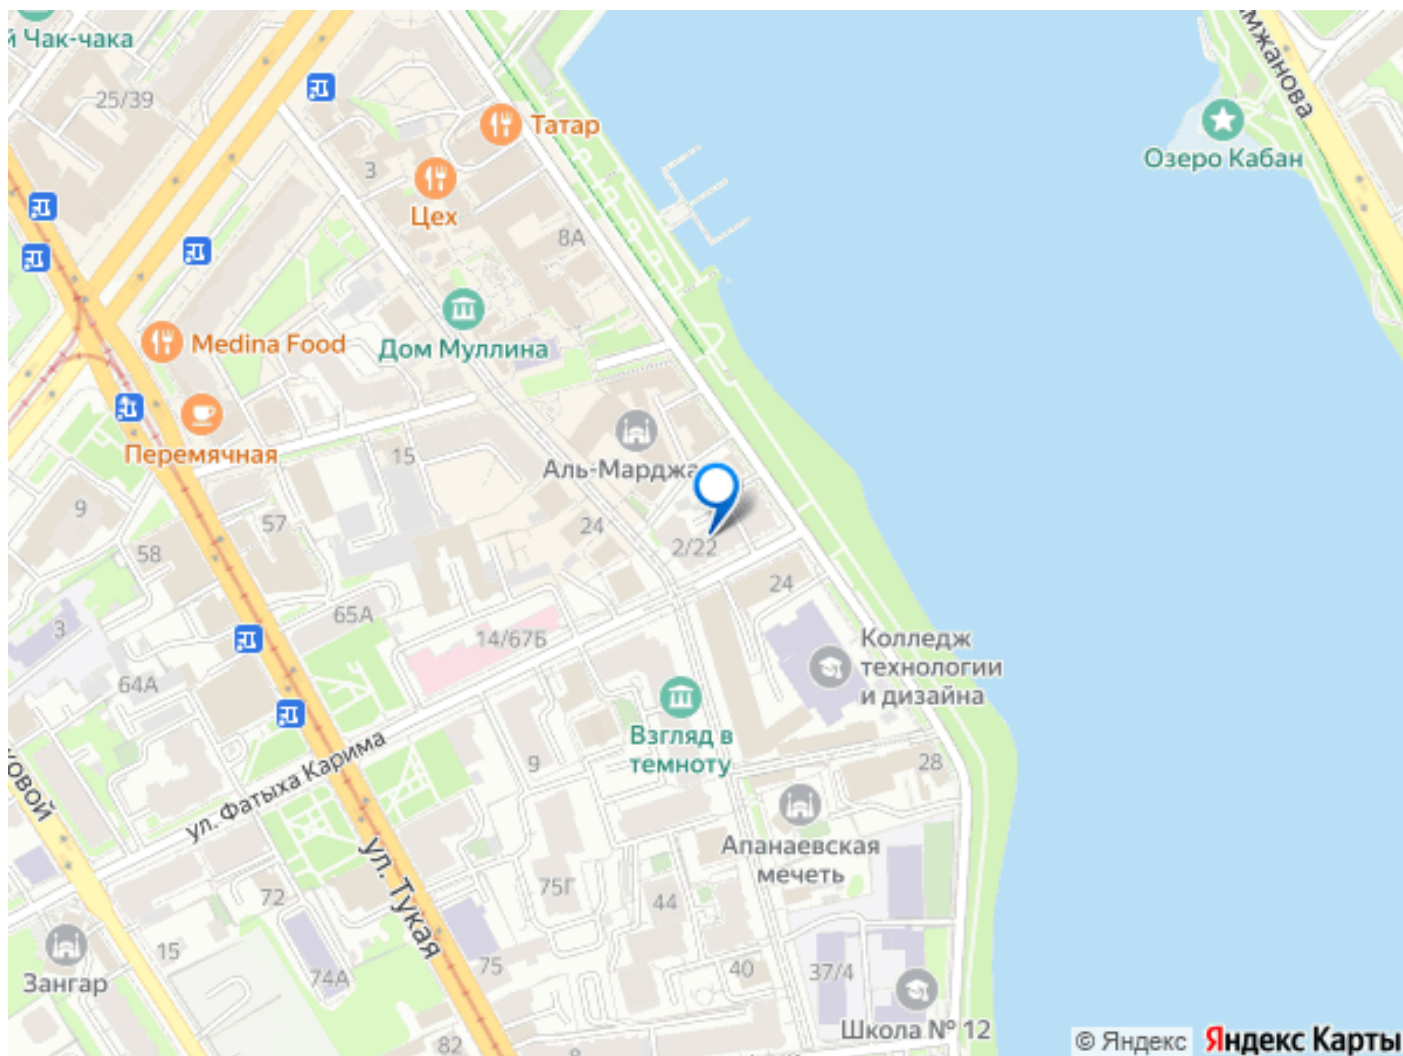 й Чак-чака
25/39
Татар
3
Цех
8А
Озеро Кабан
мжанова
Medina Food
Дом Муллина
Перемячная
15
Аль-Марджа
9
57
58
24
2/22
24
65А
14/67Б
3
64А
Колледж
технологии
и дизайна
Взгляд в
темноту
9
28
ул. Фатыха Карима
овой
ул. Тукая
Апанаевская
мечеть
72
75Г
44
15
Зангар
74А
75
40
37/4
Школа № 12
82
8
© Яндекс Яндекс Карты